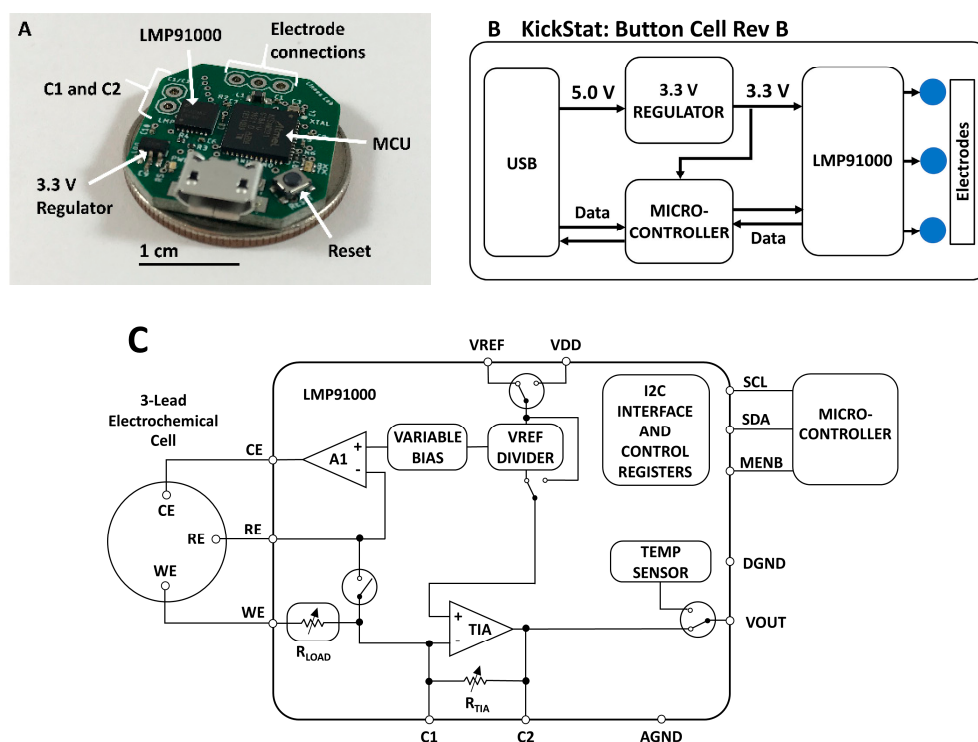 A
LMP91000
Electrode
connections
C1 and C2
MCU
3.3 V
Regulator
Reset
1 cm
B KickStat: Button Cell Rev B
USB
5.0 V
3.3 V
REGULATOR
3.3 V
LMP91000
Electrodes
Data
MICRO-
CONTROLLER
Data
C
VREF
VDD
LMP91000
3-Lead
Electrochemical
Cell
CE
A1
+
-
VARIABLE
BIAS
VREF
DIVIDER
I2C
INTERFACE
AND
CONTROL
REGISTERS
SCL
SDA
MENB
MICRO-
CONTROLLER
CE
RE
RE
WE
WE
RLOAD
+
-
TIA
RTIA
TEMP
SENSOR
DGND
VOUT
C1
C2
AGND